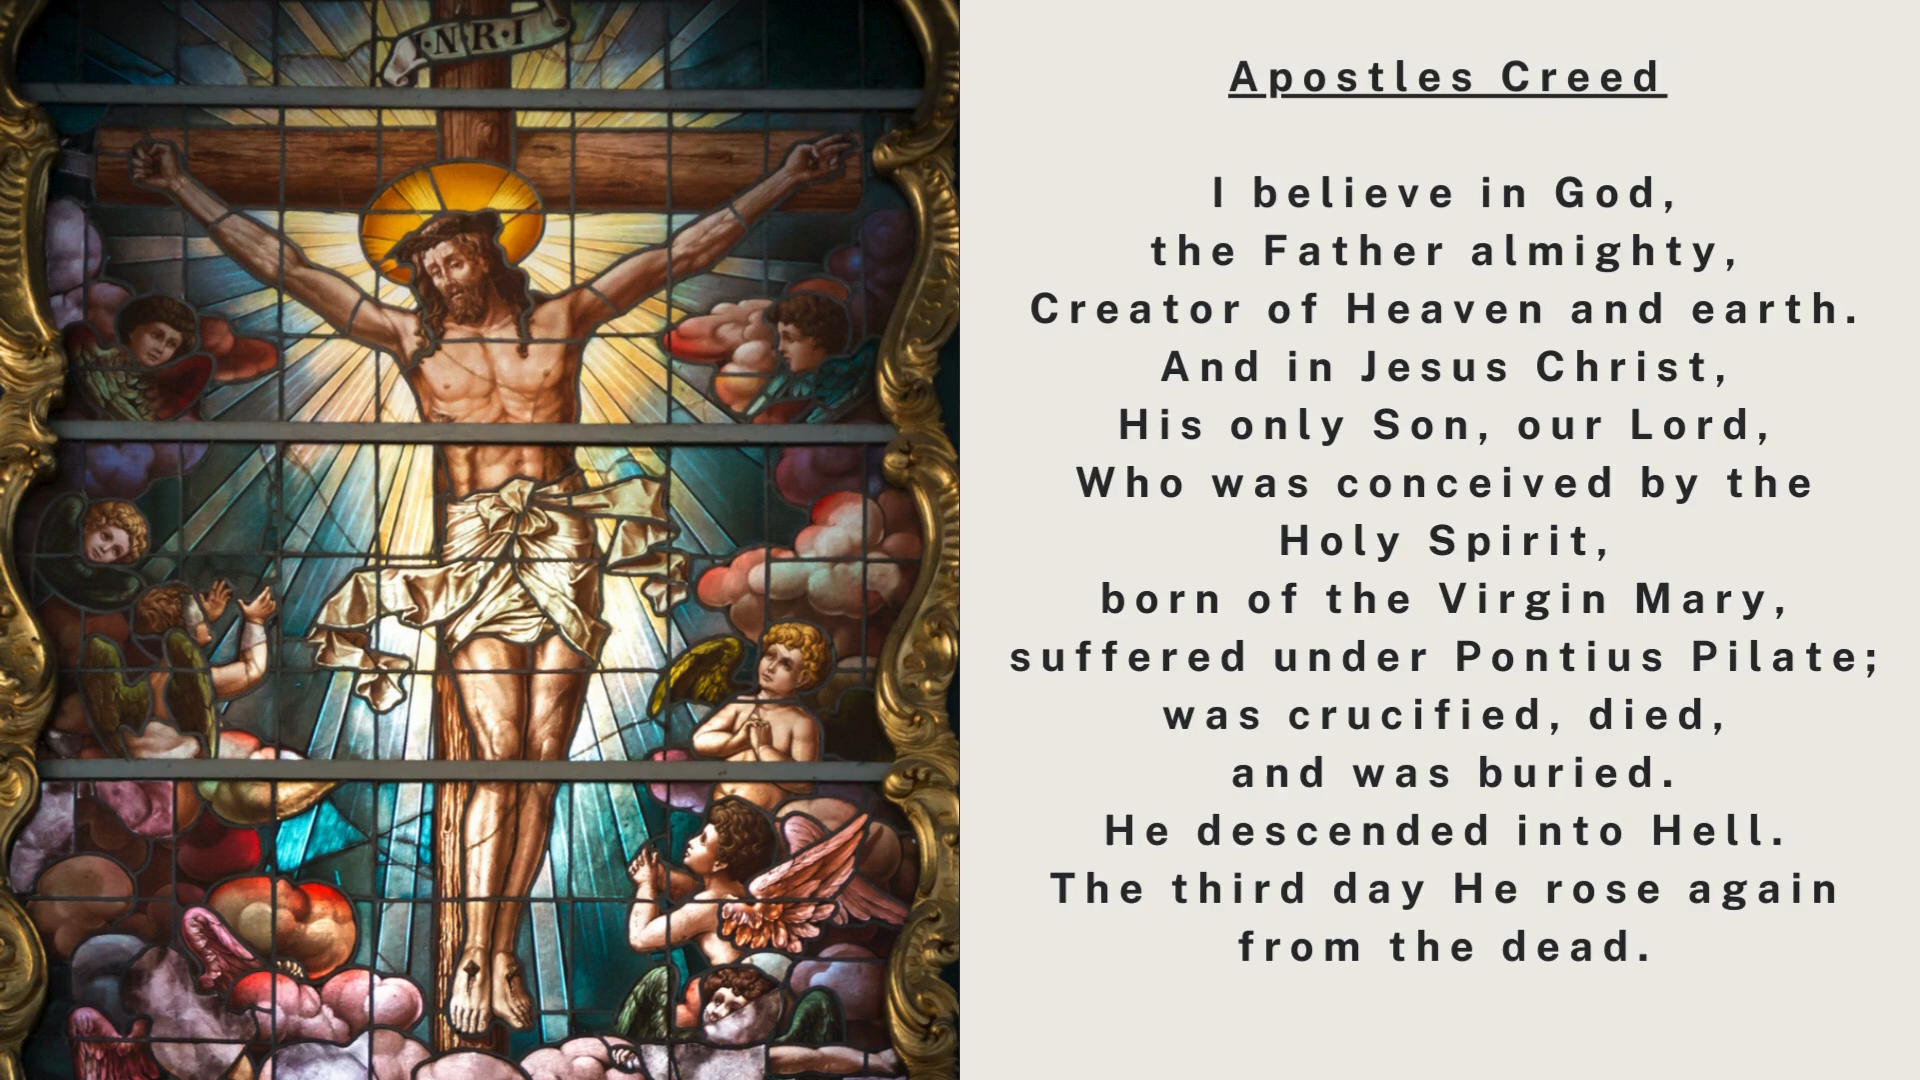 I·N·R·I
Apostles Creed
I believe in God,
the Father almighty,
Creator of Heaven and earth.
And in Jesus Christ,
His only Son, our Lord,
Who was conceived by the
Holy Spirit,
born of the Virgin Mary,
suffered under Pontius Pilate;
was crucified, died,
and was buried.
He descended into Hell.
The third day He rose again
from the dead.